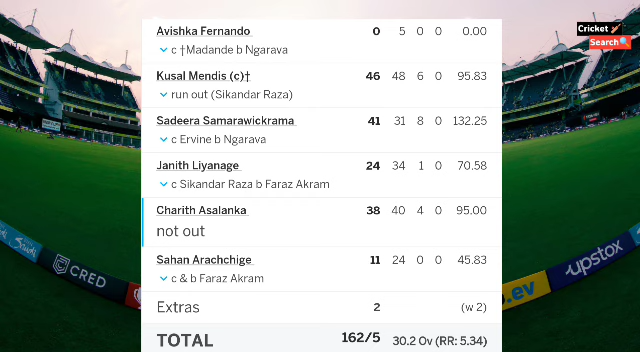 Cricket 🏏
Search🔍
Avishka Fernando 0 5 0 0 0.00
c †Madande b Ngarava
Kusal Mendis (c)† 46 48 6 0 95.83
run out (Sikandar Raza)
Sadeera Samarawickrama 41 31 8 0 132.25
c Ervine b Ngarava
Janith Liyanage 24 34 1 0 70.58
c Sikandar Raza b Faraz Akram
Charith Asalanka 38 40 4 0 95.00
not out
Sahan Arachchige 11 24 0 0 45.83
c & b Faraz Akram
Extras 2 (w 2)
TOTAL 162/5 30.2 Ov (RR: 5.34)
CRED
.ev
upstox